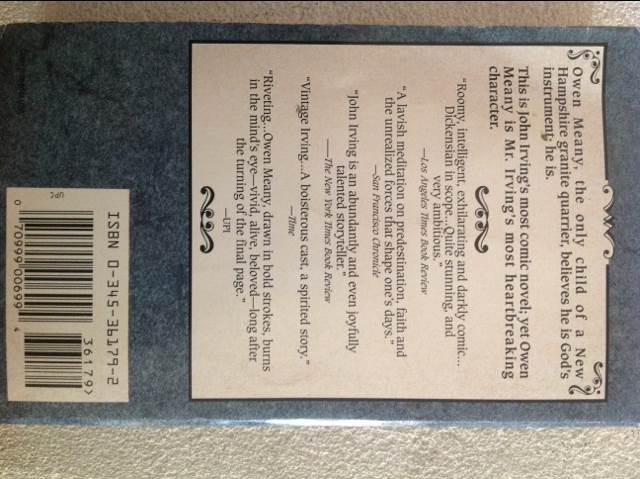 Owen Meany, the only child of a New
Hampshire granite quarrier, believes he is God's
instrument; he is.
This is John Irving's most comic novel; yet Owen
Meany is Mr. Irving's most heartbreaking
character.
"Roomy, intelligent, exhilarating and darkly comic...
Dickensian in scope...Quite stunning, and
very ambitious."
—Los Angeles Times Book Review
"A lavish meditation on predestination, faith and
the unrealized forces that shape one's days."
—San Francisco Chronicle
"John Irving is an abundantly and even joyfully
talented storyteller."
—The New York Times Book Review
"Vintage Irving...A boisterous cast, a spirited story."
—Time
"Riveting...Owen Meany, drawn in bold strokes, burns
in the mind's eye—vivid, alive, beloved—long after
the turning of the final page."
—UPI
ISBN 0-345-36179-2
36179>
0 70999 00699 4
UPC